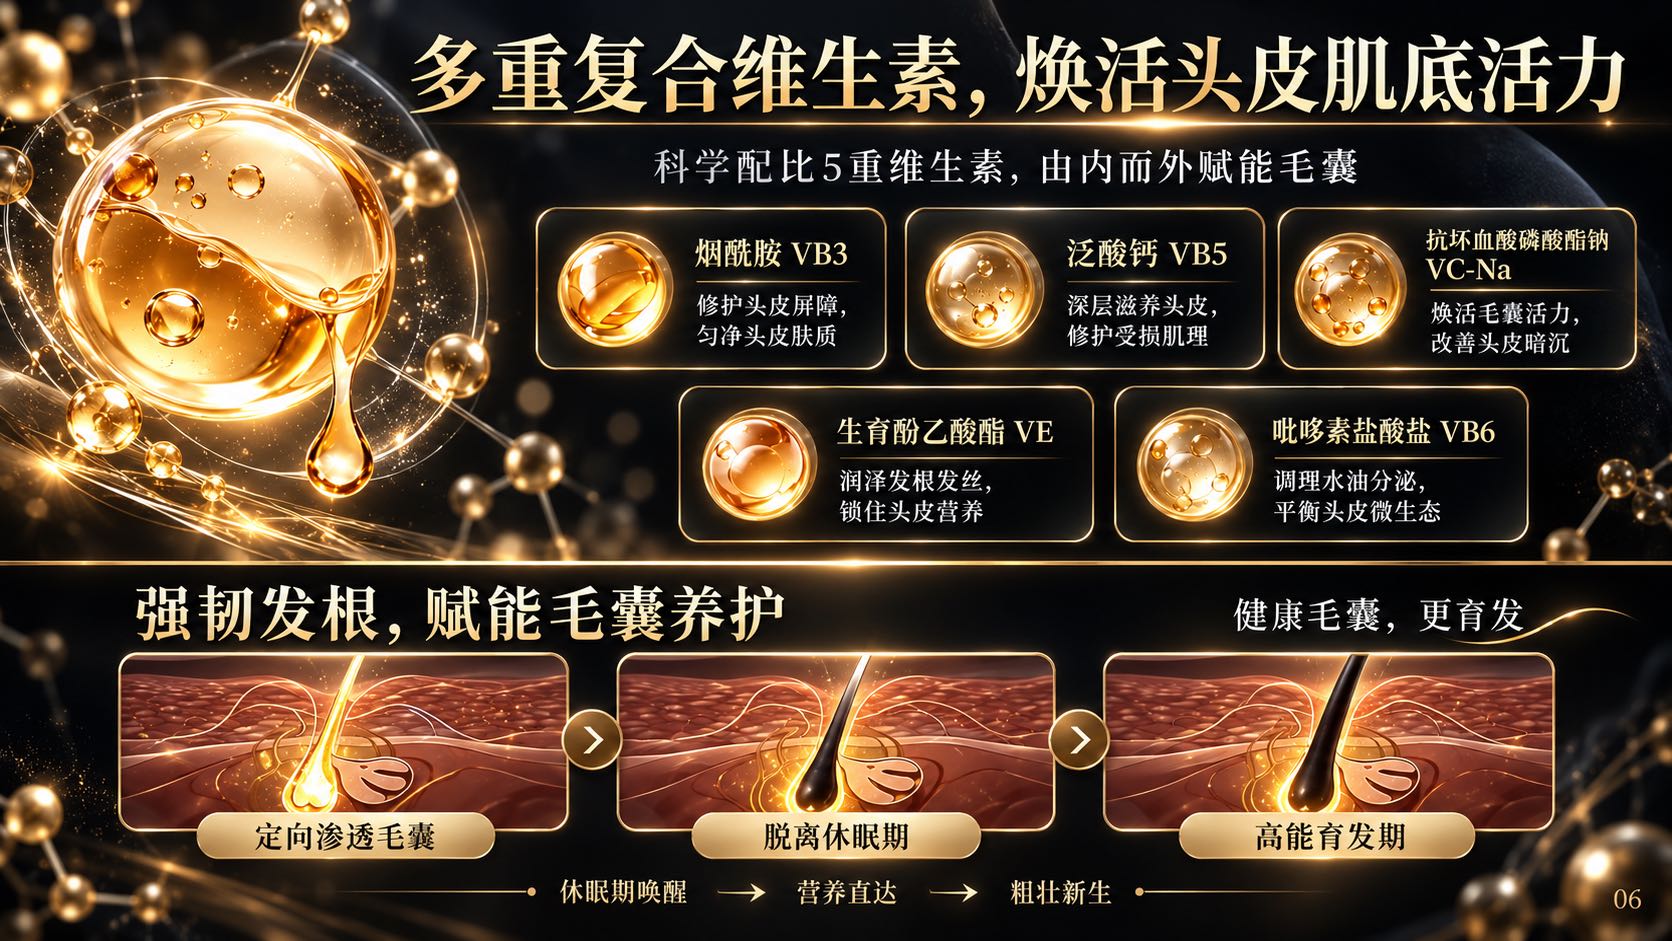 多重复合维生素，焕活头皮肌底活力
科学配比5重维生素，由内而外赋能毛囊
烟酰胺 VB3
修护头皮屏障，
匀净头皮肤质
泛酸钙 VB5
深层滋养头皮，
修护受损肌理
抗坏血酸磷酸酯钠
VC-Na
焕活毛囊活力，
改善头皮暗沉
生育酚乙酸酯 VE
润泽发根发丝，
锁住头皮营养
吡哆素盐酸盐 VB6
调理水油分泌，
平衡头皮微生态
强韧发根，赋能毛囊养护
健康毛囊，更育发
定向渗透毛囊
脱离休眠期
高能育发期
休眠期唤醒
营养直达
粗壮新生
06